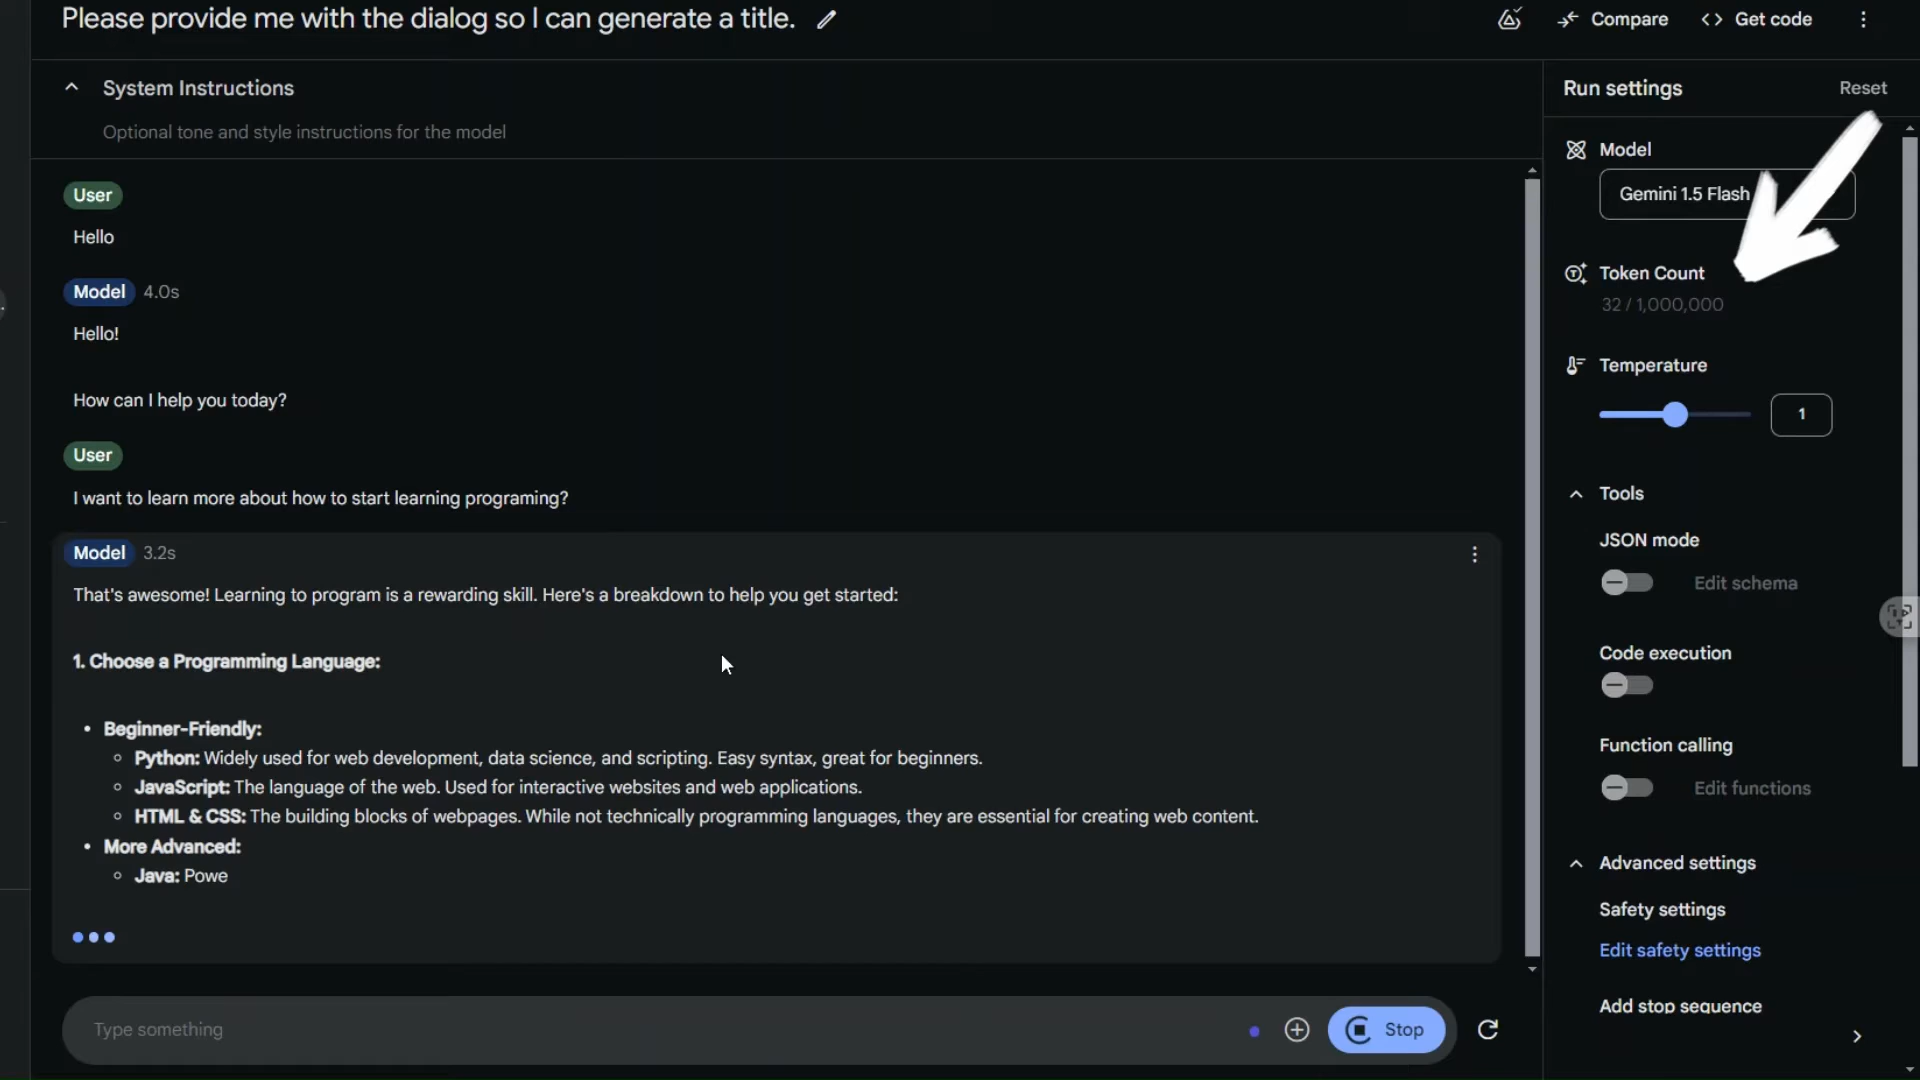 Please provide me with the dialog so I can generate a title.
Compare
<> Get code
System Instructions
Optional tone and style instructions for the model
User
Hello
Model 4.0s
Hello!
How can I help you today?
User
I want to learn more about how to start learning programing?
Model 3.2s
That's awesome! Learning to program is a rewarding skill. Here's a breakdown to help you get started:
1. Choose a Programming Language:
• Beginner-Friendly:
◦ Python: Widely used for web development, data science, and scripting. Easy syntax, great for beginners.
◦ JavaScript: The language of the web. Used for interactive websites and web applications.
◦ HTML & CSS: The building blocks of webpages. While not technically programming languages, they are essential for creating web content.
• More Advanced:
◦ Java: Powe
Type something
Stop
Run settings
Reset
Model
Gemini 1.5 Flash
Token Count
32 / 1,000,000
Temperature
1
Tools
JSON mode
Edit schema
Code execution
Function calling
Edit functions
Advanced settings
Safety settings
Edit safety settings
Add stop sequence